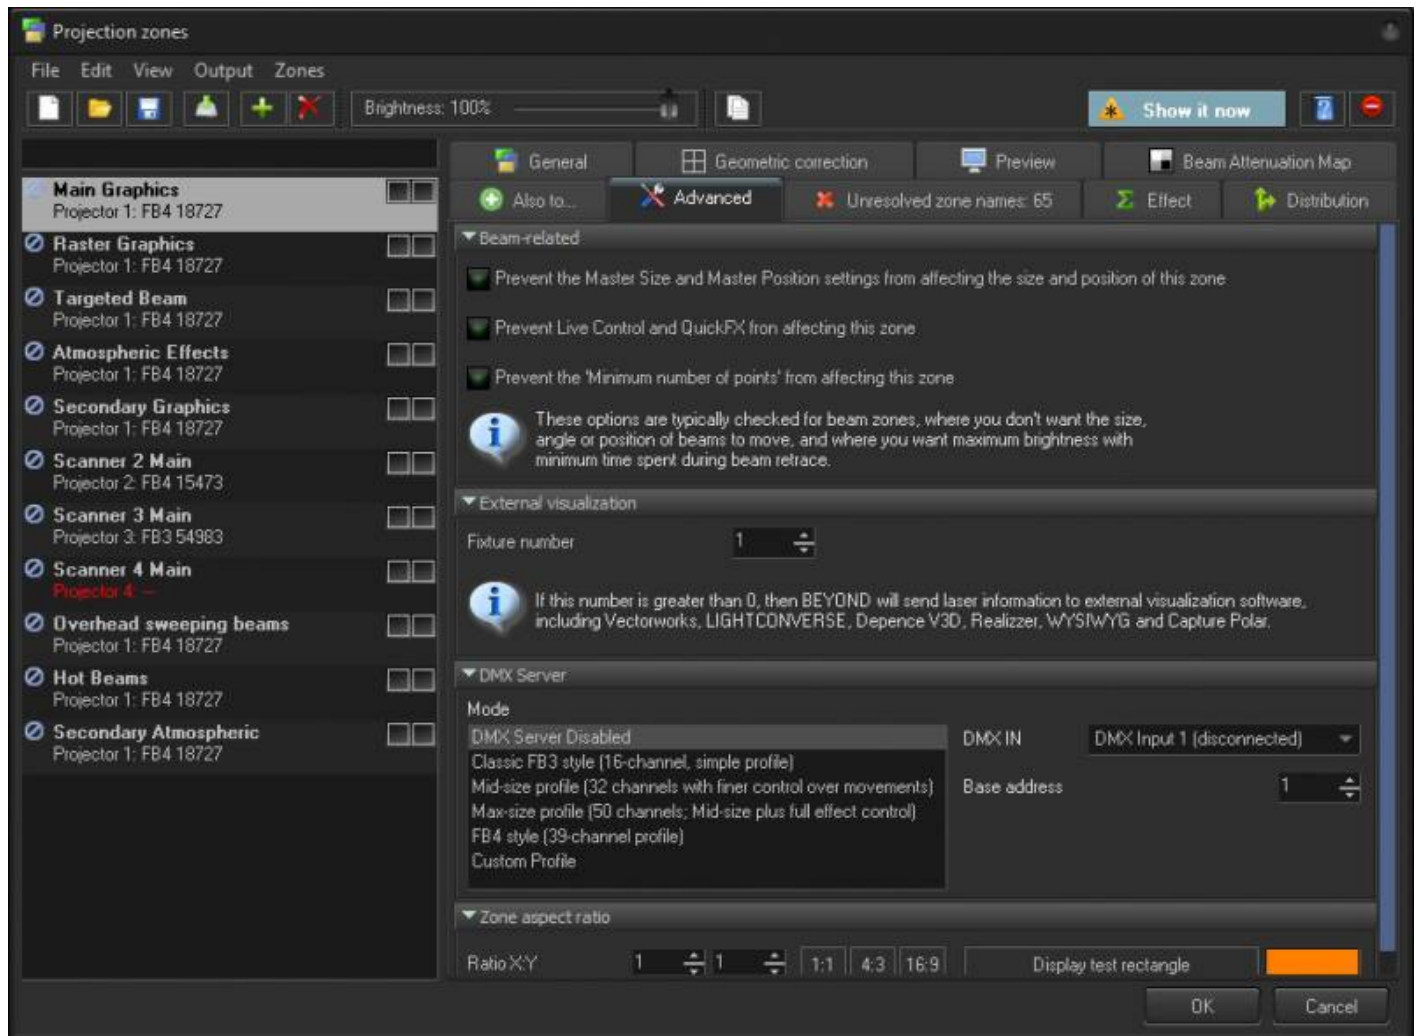 Projection zones
File Edit View Output Zones
Brightness: 100%
Show it now
Main Graphics
Projector 1: FB4 18727
Raster Graphics
Projector 1: FB4 18727
Targeted Beam
Projector 1: FB4 18727
Atmospheric Effects
Projector 1: FB4 18727
Secondary Graphics
Projector 1: FB4 18727
Scanner 2 Main
Projector 2: FB4 15473
Scanner 3 Main
Projector 3: FB3 54983
Scanner 4 Main
Projector 4: --
Overhead sweeping beams
Projector 1: FB4 18727
Hot Beams
Projector 1: FB4 18727
Secondary Atmospheric
Projector 1: FB4 18727
General Geometric correction Preview Beam Attenuation Map
Also to... Advanced Unresolved zone names: 65 Effect Distribution
Beam-related
Prevent the Master Size and Master Position settings from affecting the size and position of this zone
Prevent Live Control and QuickFX fron affecting this zone
Prevent the 'Minimum number of points' from affecting this zone
These options are typically checked for beam zones, where you don't want the size,
angle or position of beams to move, and where you want maximum brightness with
minimum time spent during beam retrace.
External visualization
Fixture number 1
If this number is greater than 0, then BEYOND will send laser information to external visualization software,
including Vectorworks, LIGHTCONVERSE, Depence V3D, Realizzer, WYSIWYG and Capture Polar.
DMX Server
Mode
DMX Server Disabled
Classic FB3 style (16-channel, simple profile)
Mid-size profile (32 channels with finer control over movements)
Max-size profile (50 channels; Mid-size plus full effect control)
FB4 style (39-channel profile)
Custom Profile
DMX IN DMX Input 1 (disconnected)
Base address 1
Zone aspect ratio
Ratio X:Y 1 1 1:1 4:3 16:9 Display test rectangle
OK Cancel